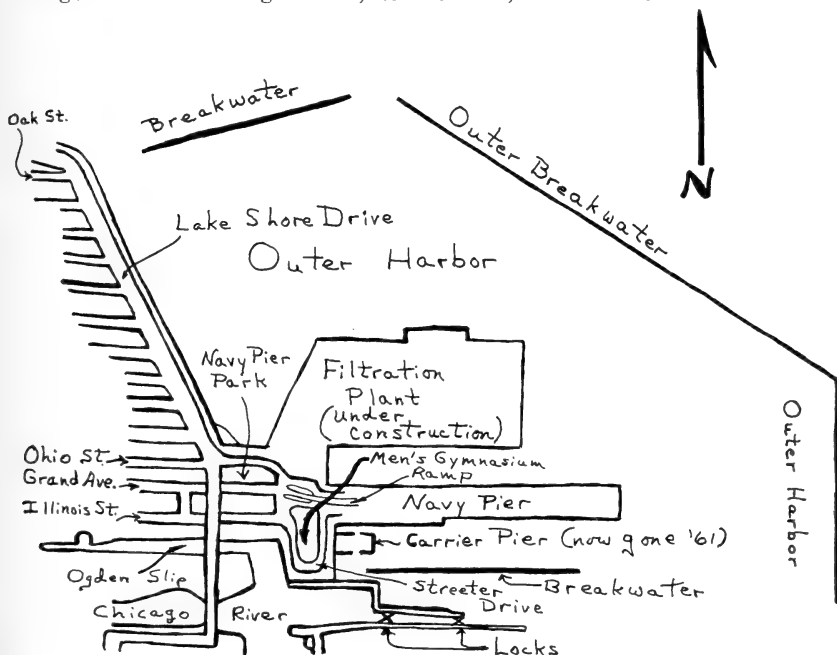 Oak St.
Breakwater
Outer Breakwater
N
Lake Shore Drive
Outer Harbor
Navy Pier
Park
Filtration
Plant
(under
construction)
Outer Harbor
Ohio St.
Grand Ave.
Illinois St.
Men's Gymnasium
Ramp
Navy Pier
Carrier Pier (now gone '61)
Ogden Slip
Streeter
Drive
Breakwater
Chicago River
Locks